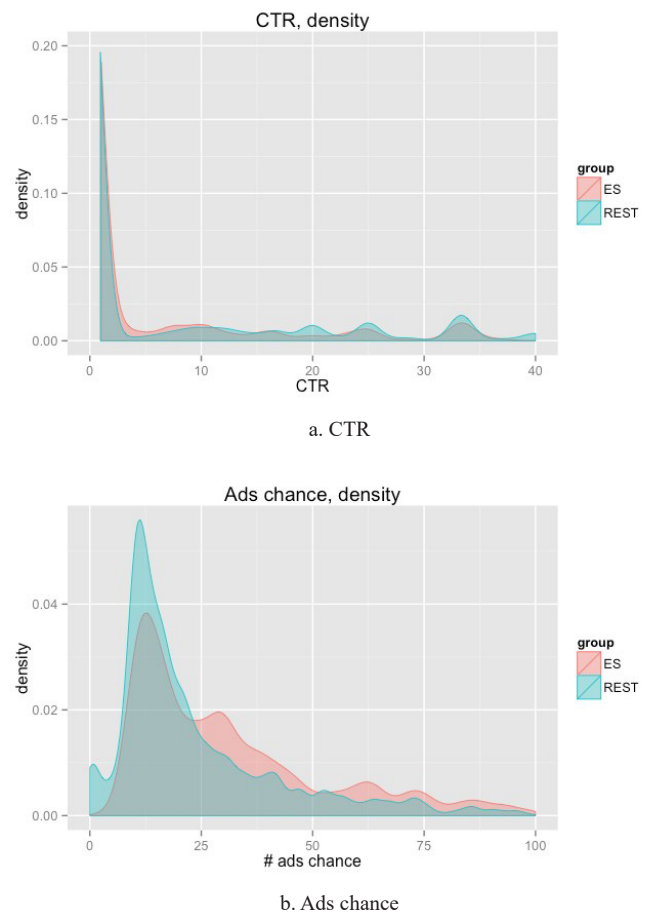 CTR, density
0.20
0.15
0.10
0.05
0.00
density
0
10
20
30
40
CTR
group
ES
REST
a. CTR
Ads chance, density
0.04
0.02
0.00
density
0
25
50
75
100
# ads chance
group
ES
REST
b. Ads chance